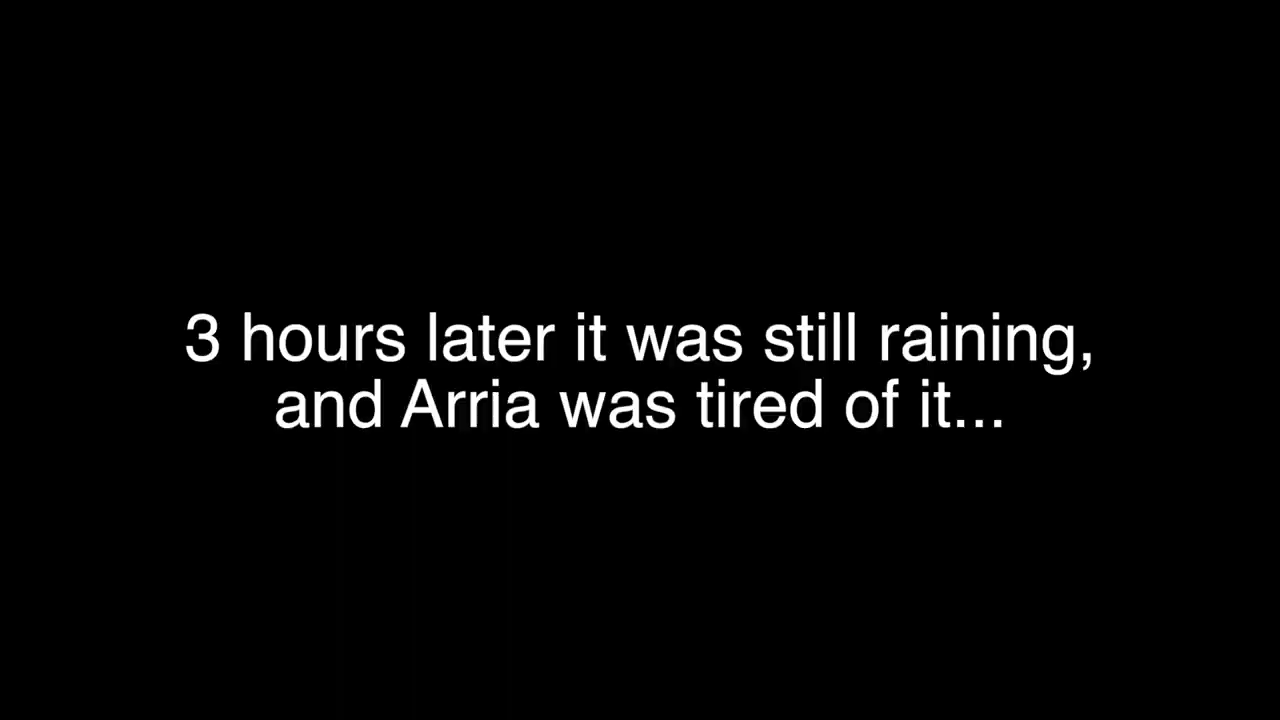 3 hours later it was still raining,
and Arria was tired of it...